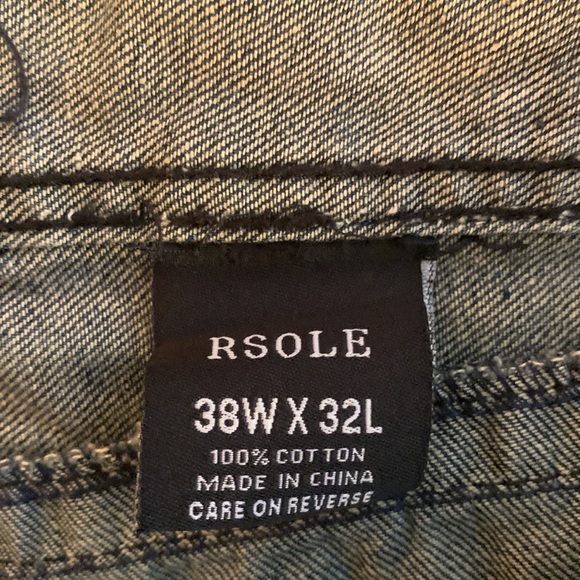 RSOLE
38W X 32L
100% COTTON
MADE IN CHINA
CARE ON REVERSE